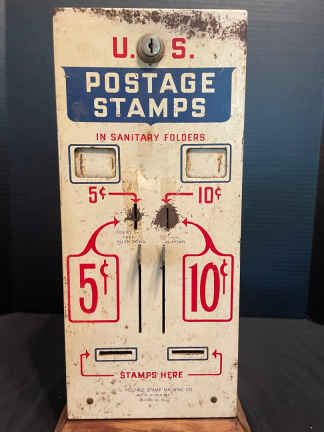 U. S.
POSTAGE
STAMPS
IN SANITARY FOLDERS
5¢ 10¢
5¢ 10¢
STAMPS HERE